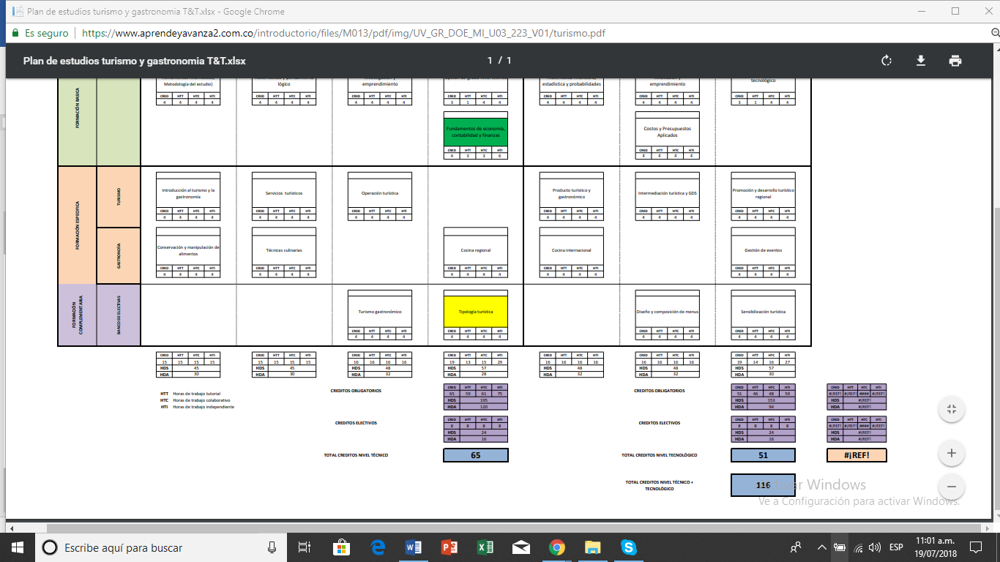 Plan de estudios turismo y gastronomia T&T.xlsx - Google Chrome
Es seguro | https://www.aprendeyavanza2.com.co/introductorio/files/M013/pdf/img/UV_GR_DOE_MI_U03_223_V01/turismo.pdf
Plan de estudios turismo y gastronomia T&T.xlsx 1 / 1
FORMACIÓN BASICA
Metodología del estudio)
lógico
emprendimiento
estadística y probabilidades
emprendimiento
tecnológico
CRED HTT HTC HTI CRED HTT HTC HTI CRED HTT HTC HTI CRED HTT HTC HTI CRED HTT HTC HTI CRED HTT HTC HTI CRED HTT HTC HTI
4 4 4 4 4 4 4 4 4 4 4 4 3 1 4 4 4 4 4 4 4 4 4 4 3 1 4 4
Fundamentos de economía,
contabilidad y finanzas
CRED HTT HTC HTI
4 3 3 6
Costos y Presupuestos
Aplicados
CRED HTT HTC HTI
4 4 4 4
FORMACIÓN ESPECIFICA
TURISMO
Introducción al turismo y la
gastronomía
CRED HTT HTC HTI
4 4 4 4
Servicios turísticos
CRED HTT HTC HTI
4 4 4 4
Operación turística
CRED HTT HTC HTI
4 4 4 4
Producto turístico y
gastronómico
CRED HTT HTC HTI
4 4 4 4
Intermediación turística y GDS
CRED HTT HTC HTI
4 4 4 4
Promoción y desarrollo turístico
regional
CRED HTT HTC HTI
4 4 4 4
GASTRONOÍA
Conservación y manipulación de
alimentos
CRED HTT HTC HTI
4 4 4 4
Técnicas culinarias
CRED HTT HTC HTI
4 4 4 4
Cocina regional
CRED HTT HTC HTI
4 4 4 4
Cocina internacional
CRED HTT HTC HTI
4 4 4 4
Gestión de eventos
CRED HTT HTC HTI
4 4 4 4
FORMACIÓN
COMPLEMENTARIA
BANCO DE ELECTIVAS
Turismo gastronómico
CRED HTT HTC HTI
4 4 4 4
Tipología turística
CRED HTT HTC HTI
4 4 4 4
Diseño y composición de menus
CRED HTT HTC HTI
4 4 4 4
Sensibilización turística
CRED HTT HTC HTI
4 4 4 4
CRED HTT HTC HTI CRED HTT HTC HTI CRED HTT HTC HTI CRED HTT HTC HTI CRED HTT HTC HTI CRED HTT HTC HTI CRED HTT HTC HTI
15 15 15 15 15 15 15 15 16 16 16 16 19 13 15 29 16 16 16 16 16 16 16 16 19 14 16 27
HDS 45 HDS 45 HDS 48 HDS 57 HDS 48 HDS 48 HDS 57
HDA 30 HDA 30 HDA 32 HDA 28 HDA 32 HDA 32 HDA 30
HTT Horas de trabajo tutorial
HTC Horas de trabajo colaborativo
HTI Horas de trabajo independiente
CREDITOS OBLIGATORIOS
CRED HTT HTC HTI
65 59 61 75
HDS 195
HDA 120
CREDITOS OBLIGATORIOS
CRED HTT HTC HTI
51 46 48 59
HDS 153
HDA 94
CRED HTT HTC HTI
#¡REF! #¡REF! #### #¡REF!
HDS #¡REF!
HDA #¡REF!
CREDITOS ELECTIVOS
CRED HTT HTC HTI
8 8 8 8
HDS 24
HDA 16
CREDITOS ELECTIVOS
CRED HTT HTC HTI
8 8 8 8
HDS 24
HDA 16
CRED HTT HTC HTI
#¡REF! #¡REF! #### #¡REF!
HDS #¡REF!
HDA #¡REF!
TOTAL CREDITOS NIVEL TÉCNICO 65
TOTAL CREDITOS NIVEL TECNOLÓGICO 51 #¡REF!
TOTAL CREDITOS NIVEL TÉCNICO +
TECNOLÓGICO
116
Activar Windows
Ve a Configuración para activar Windows.
Escribe aquí para buscar
ESP
11:01 a.m.
19/07/2018